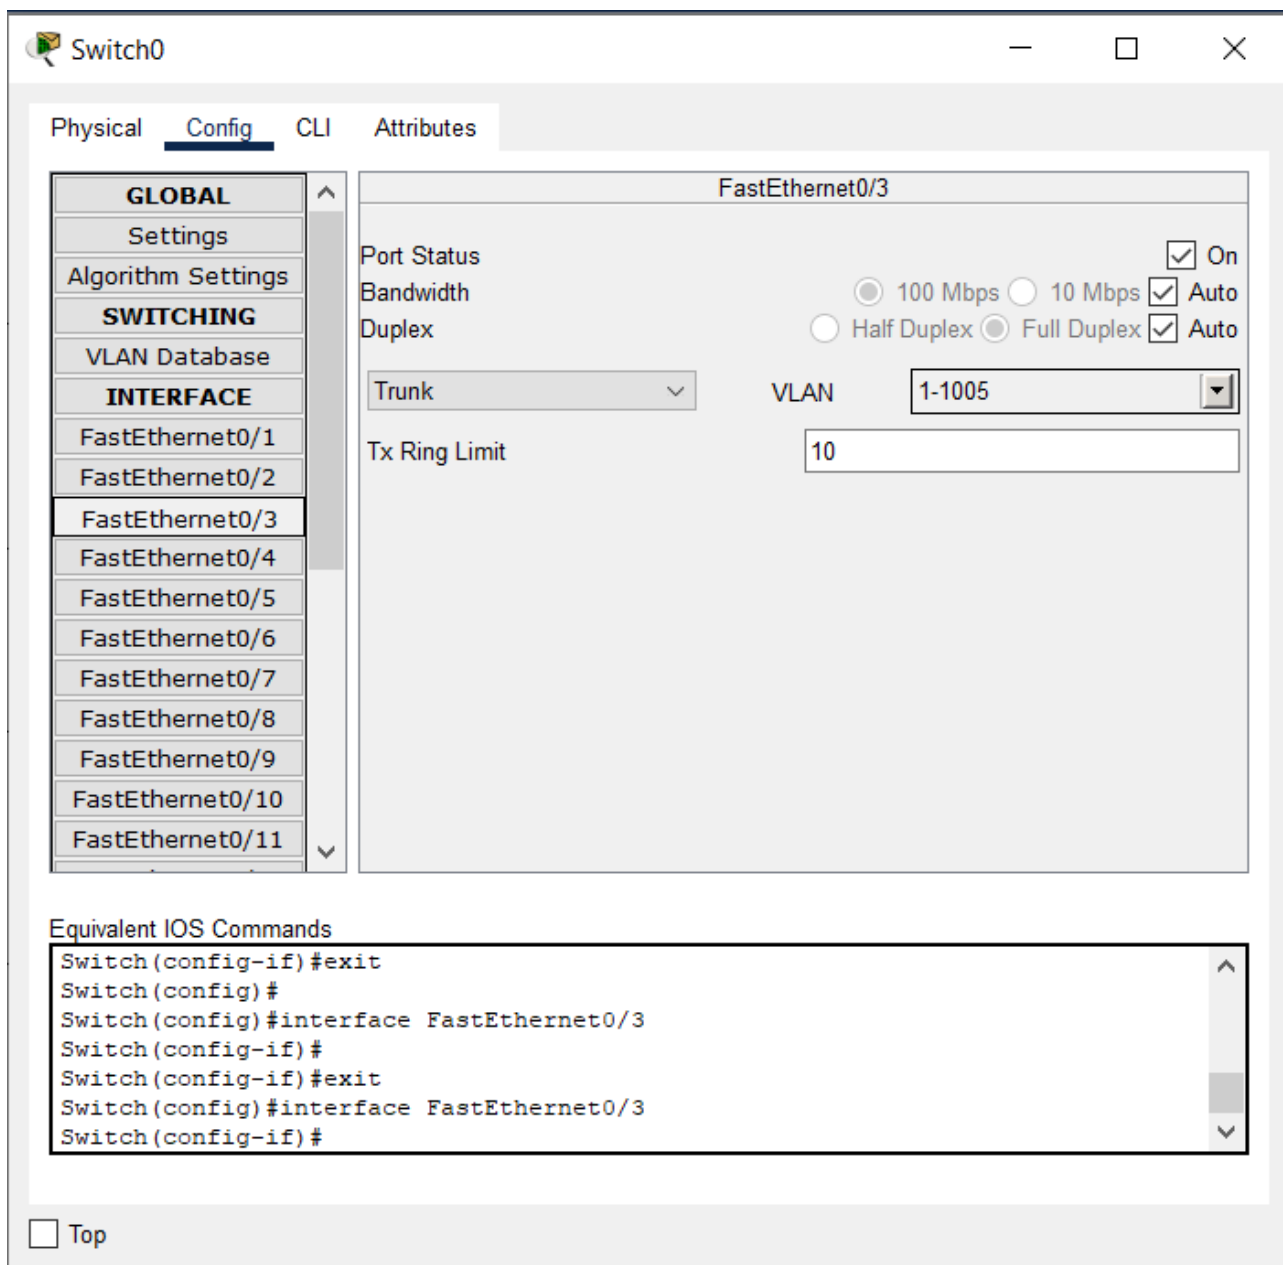 Switch0
Physical Config CLI Attributes
GLOBAL
Settings
Algorithm Settings
SWITCHING
VLAN Database
INTERFACE
FastEthernet0/1
FastEthernet0/2
FastEthernet0/3
FastEthernet0/4
FastEthernet0/5
FastEthernet0/6
FastEthernet0/7
FastEthernet0/8
FastEthernet0/9
FastEthernet0/10
FastEthernet0/11
FastEthernet0/3
Port Status On
Bandwidth 100 Mbps 10 Mbps Auto
Duplex Half Duplex Full Duplex Auto
Trunk VLAN 1-1005
Tx Ring Limit 10
Equivalent IOS Commands
Switch(config-if)#exit
Switch(config)#
Switch(config)#interface FastEthernet0/3
Switch(config-if)#
Switch(config-if)#exit
Switch(config)#interface FastEthernet0/3
Switch(config-if)#
Top